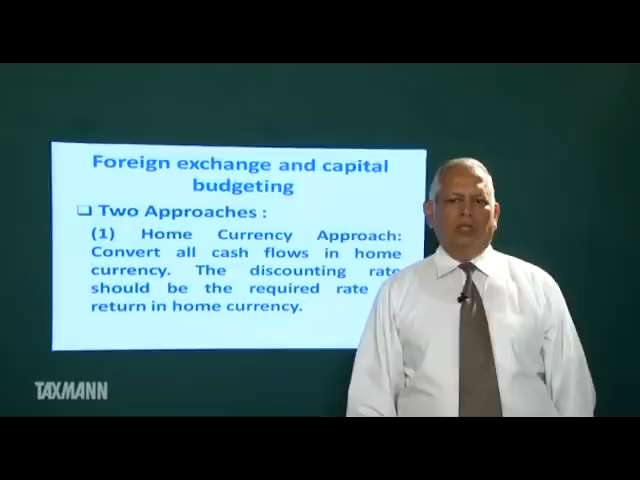 Foreign exchange and capital
budgeting
Two Approaches :
(1) Home Currency Approach:
Convert all cash flows in home
currency. The discounting rate
should be the required rate
return in home currency.
TAXMANN